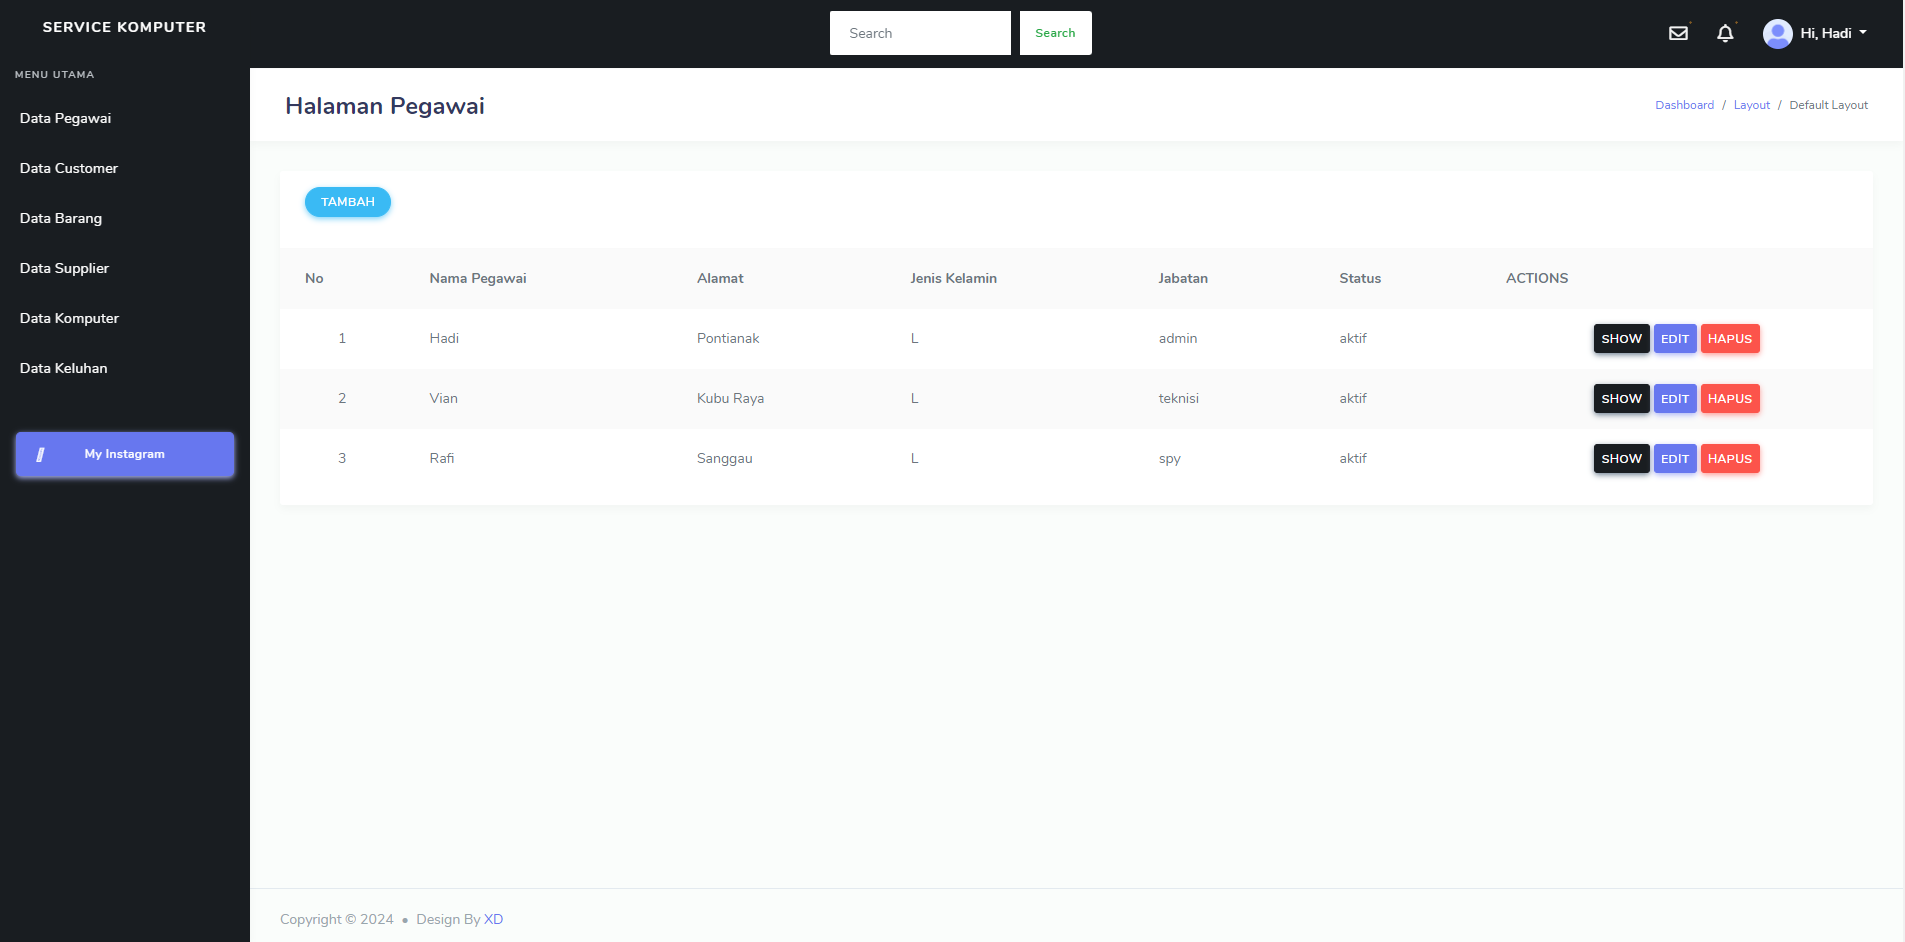 SERVICE KOMPUTER
Search
Search
Hi, Hadi
MENU UTAMA
Data Pegawai
Data Customer
Data Barang
Data Supplier
Data Komputer
Data Keluhan
My Instagram
Halaman Pegawai
Dashboard / Layout / Default Layout
TAMBAH
No Nama Pegawai Alamat Jenis Kelamin Jabatan Status ACTIONS
1 Hadi Pontianak L admin aktif SHOW EDIT HAPUS
2 Vian Kubu Raya L teknisi aktif SHOW EDIT HAPUS
3 Rafi Sanggau L spy aktif SHOW EDIT HAPUS
Copyright © 2024 • Design By XD